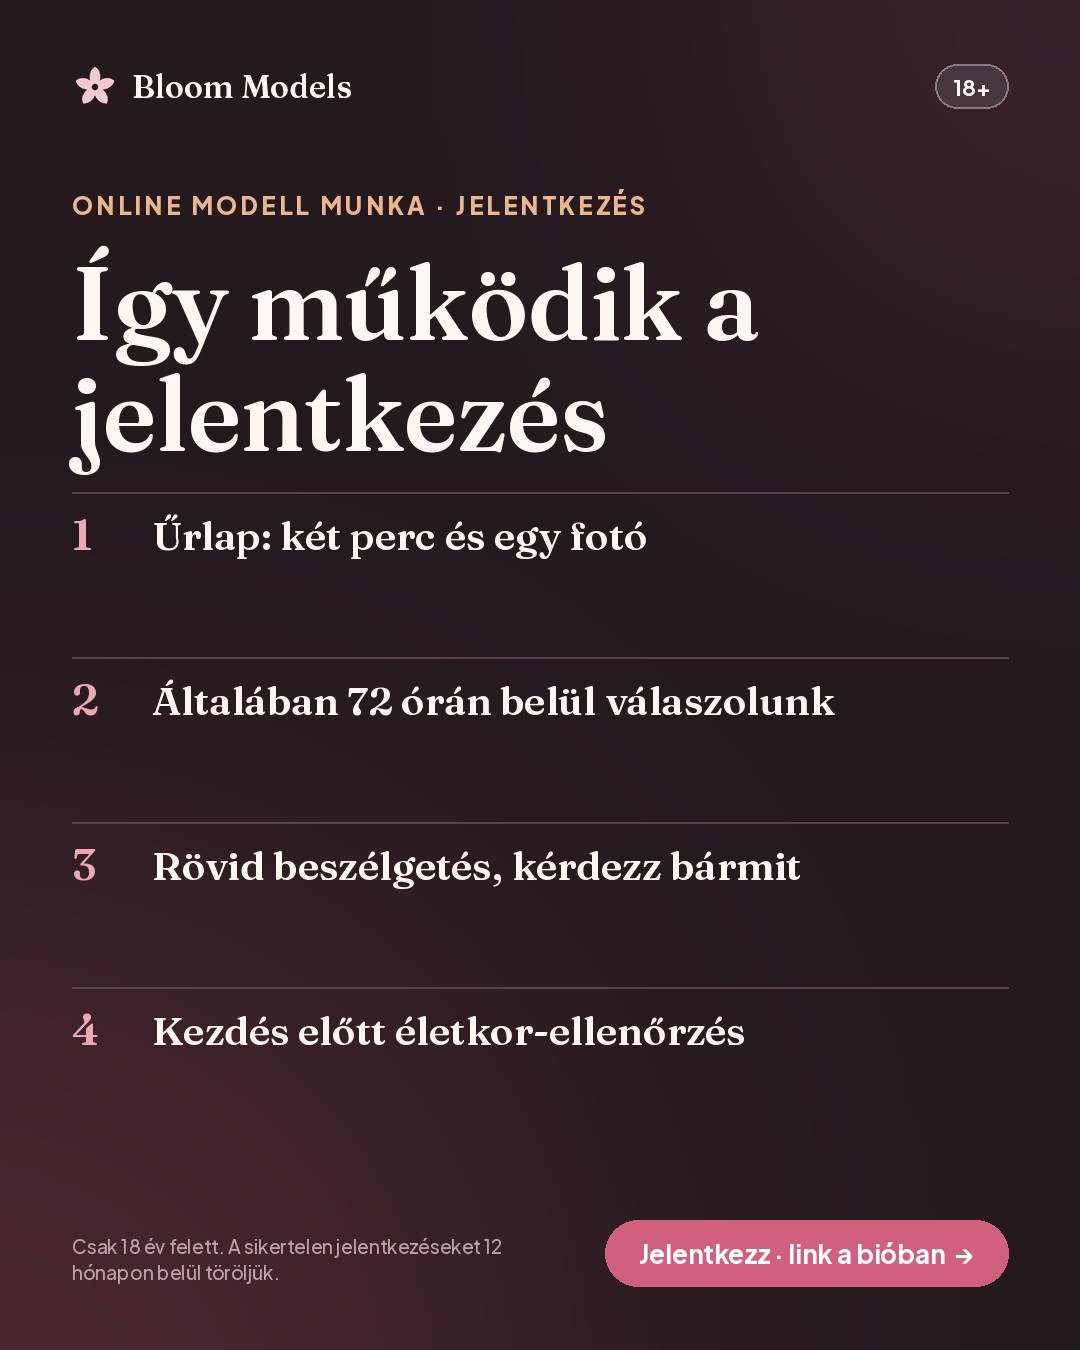 Bloom Models
18+
ONLINE MODELL MUNKA · JELENTKEZÉS
Így működik a
jelentkezés
1 Űrlap: két perc és egy fotó
2 Általában 72 órán belül válaszolunk
3 Rövid beszélgetés, kérdezz bármit
4 Kezdés előtt életkor-ellenőrzés
Csak 18 év felett. A sikertelen jelentkezéseket 12
hónapon belül töröljük.
Jelentkezz · link a bióban →